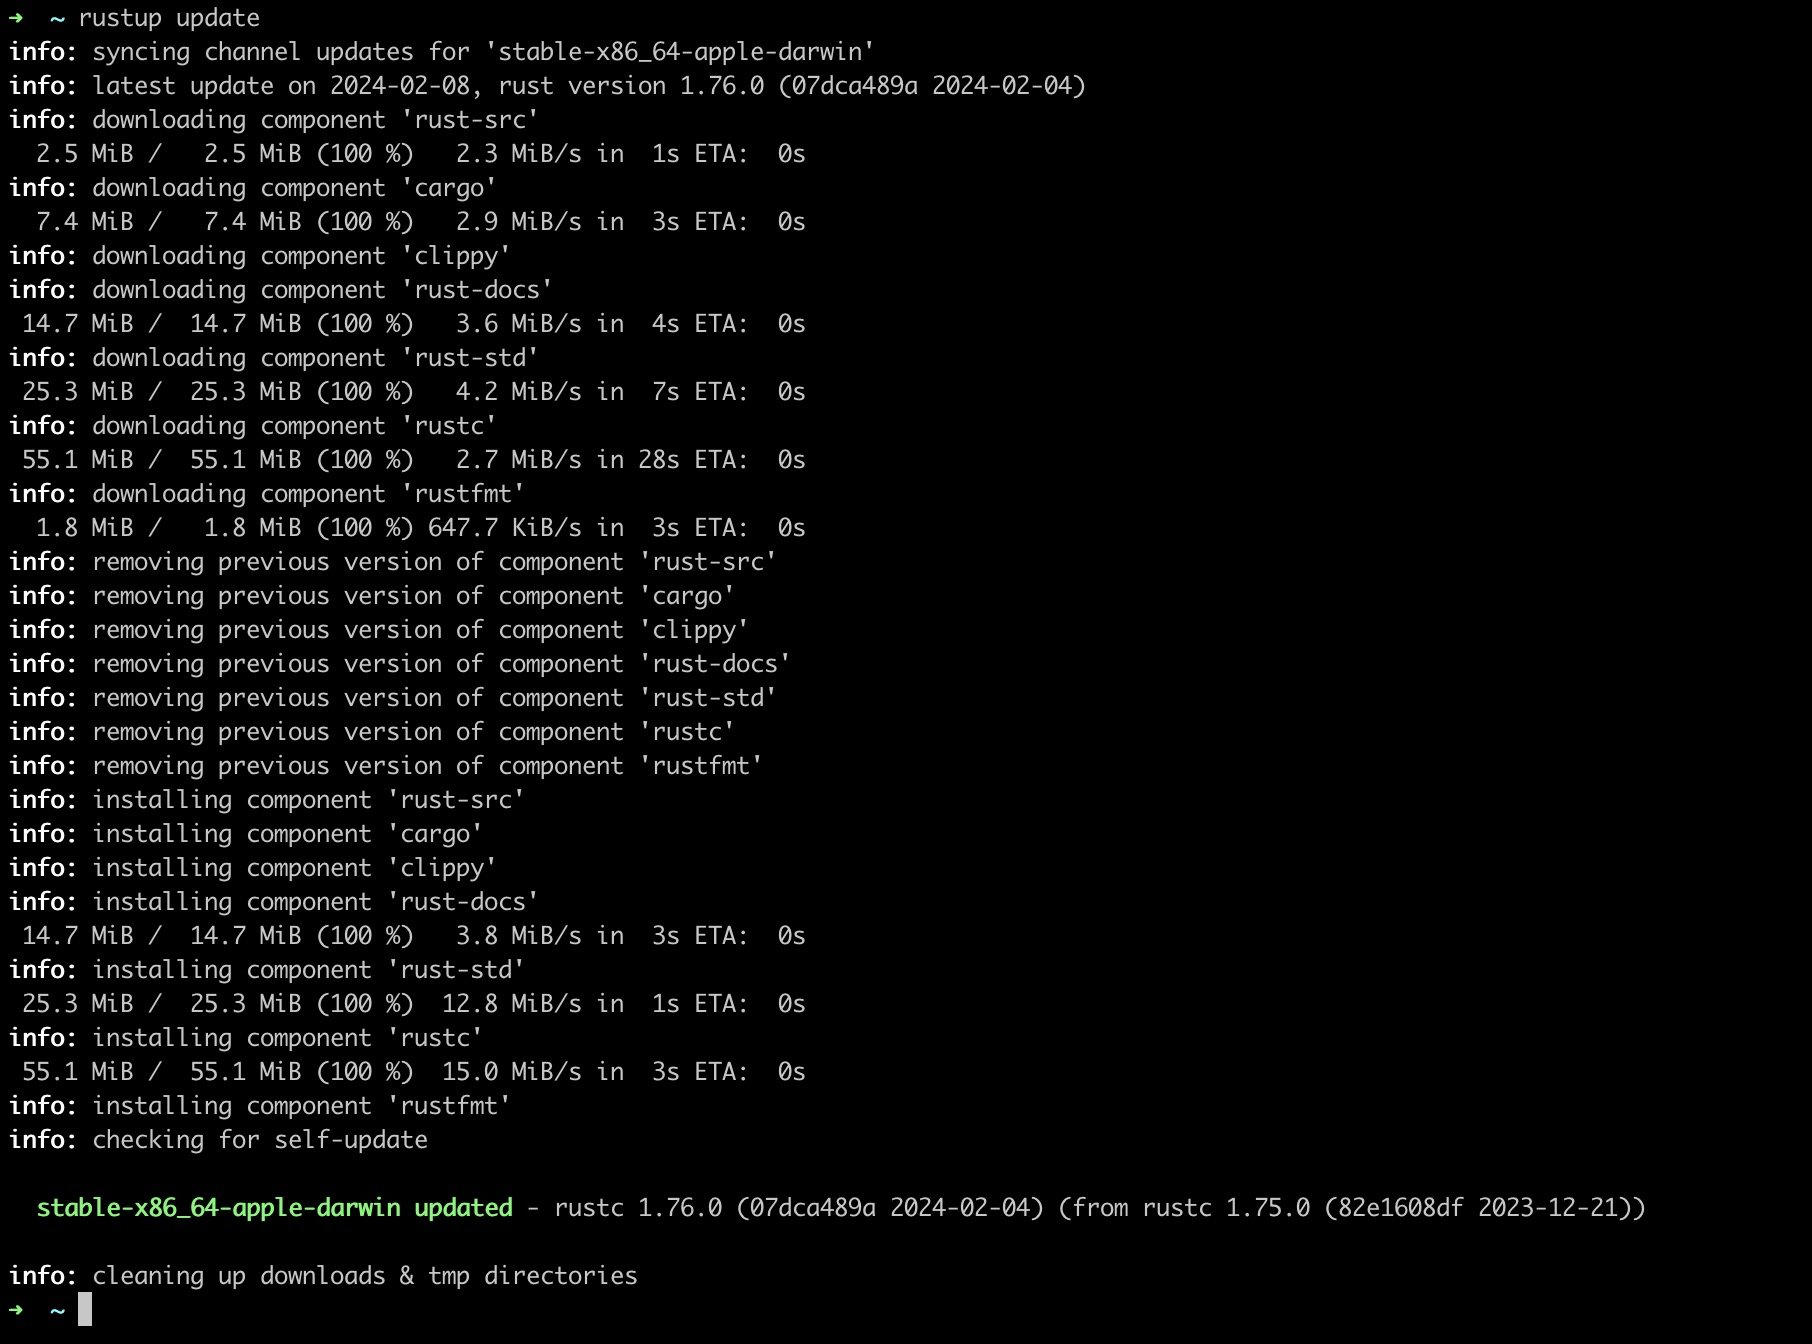 ➜  ~ rustup update
info: syncing channel updates for 'stable-x86_64-apple-darwin'
info: latest update on 2024-02-08, rust version 1.76.0 (07dca489a 2024-02-04)
info: downloading component 'rust-src'
  2.5 MiB /   2.5 MiB (100 %)   2.3 MiB/s in  1s ETA:  0s
info: downloading component 'cargo'
  7.4 MiB /   7.4 MiB (100 %)   2.9 MiB/s in  3s ETA:  0s
info: downloading component 'clippy'
info: downloading component 'rust-docs'
 14.7 MiB /  14.7 MiB (100 %)   3.6 MiB/s in  4s ETA:  0s
info: downloading component 'rust-std'
 25.3 MiB /  25.3 MiB (100 %)   4.2 MiB/s in  7s ETA:  0s
info: downloading component 'rustc'
 55.1 MiB /  55.1 MiB (100 %)   2.7 MiB/s in 28s ETA:  0s
info: downloading component 'rustfmt'
  1.8 MiB /   1.8 MiB (100 %) 647.7 KiB/s in  3s ETA:  0s
info: removing previous version of component 'rust-src'
info: removing previous version of component 'cargo'
info: removing previous version of component 'clippy'
info: removing previous version of component 'rust-docs'
info: removing previous version of component 'rust-std'
info: removing previous version of component 'rustc'
info: removing previous version of component 'rustfmt'
info: installing component 'rust-src'
info: installing component 'cargo'
info: installing component 'clippy'
info: installing component 'rust-docs'
 14.7 MiB /  14.7 MiB (100 %)   3.8 MiB/s in  3s ETA:  0s
info: installing component 'rust-std'
 25.3 MiB /  25.3 MiB (100 %)  12.8 MiB/s in  1s ETA:  0s
info: installing component 'rustc'
 55.1 MiB /  55.1 MiB (100 %)  15.0 MiB/s in  3s ETA:  0s
info: installing component 'rustfmt'
info: checking for self-update
  stable-x86_64-apple-darwin updated - rustc 1.76.0 (07dca489a 2024-02-04) (from rustc 1.75.0 (82e1608df 2023-12-21))
info: cleaning up downloads & tmp directories
➜  ~